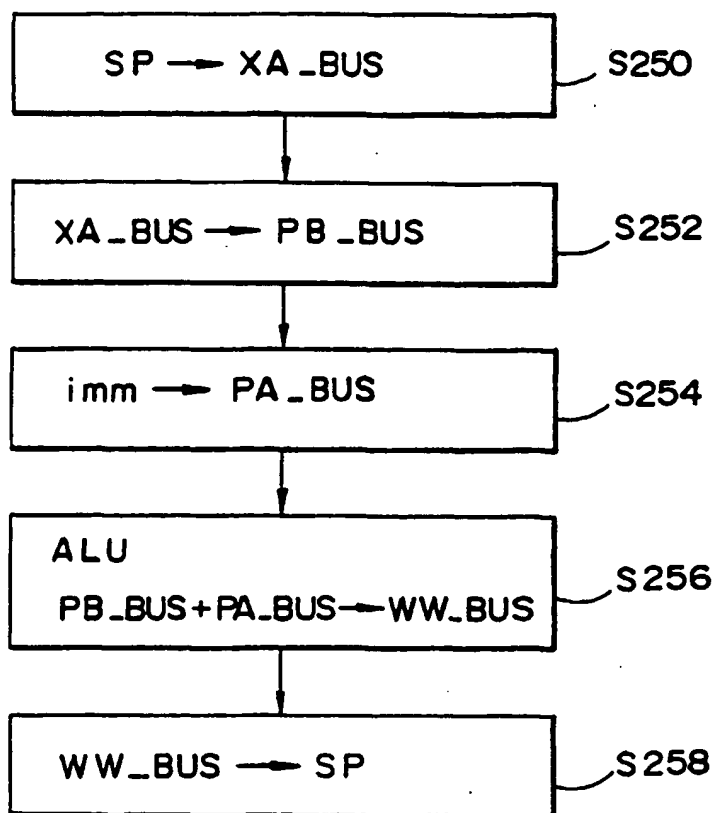 SP → XA_BUS
S250
XA_BUS → PB_BUS
S252
imm → PA_BUS
S254
ALU
PB_BUS+PA_BUS→WW_BUS
S256
WW_BUS → SP
S258